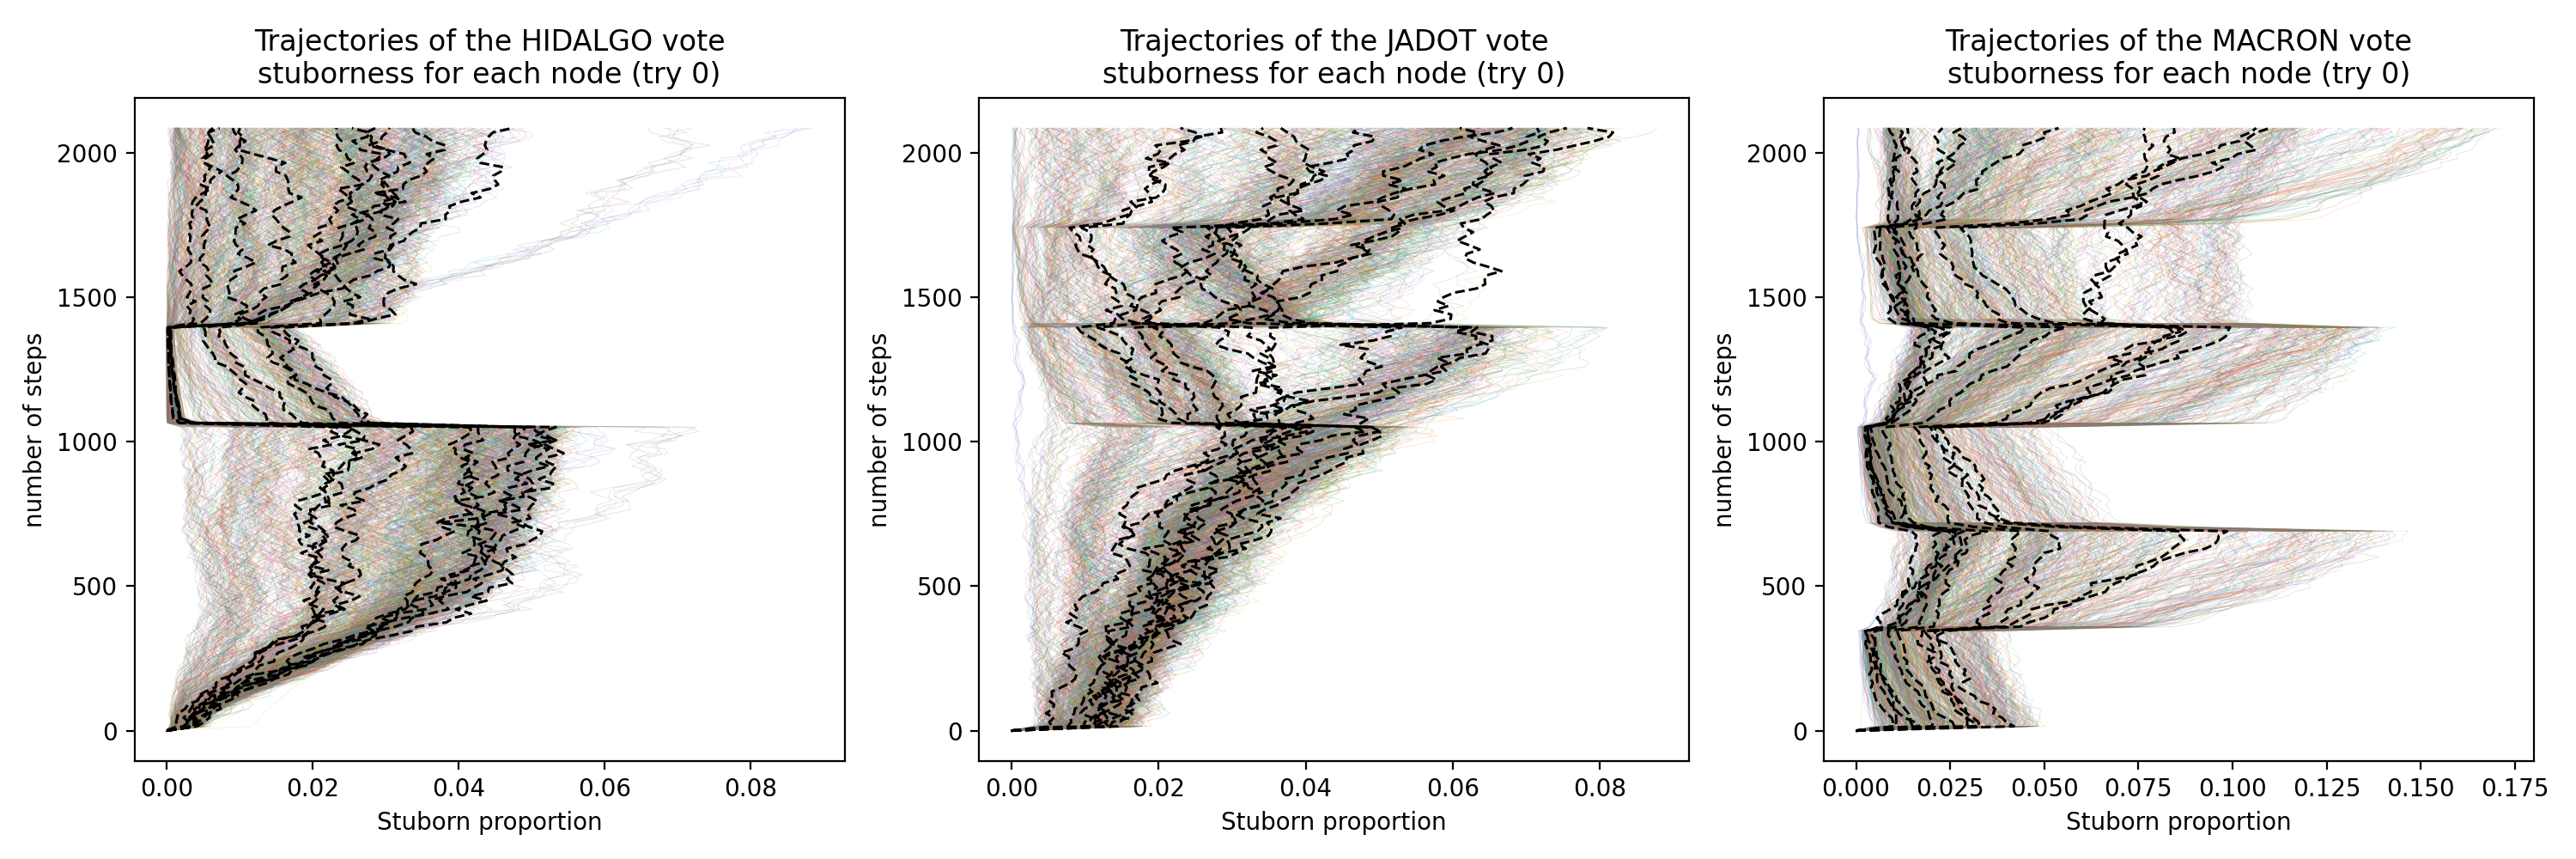 Trajectories of the HIDALGO vote
stuborness for each node (try 0)
number of steps
2000
1500
1000
500
0
0.00 0.02 0.04 0.06 0.08
Stuborn proportion
Trajectories of the JADOT vote
stuborness for each node (try 0)
number of steps
2000
1500
1000
500
0
0.00 0.02 0.04 0.06 0.08
Stuborn proportion
Trajectories of the MACRON vote
stuborness for each node (try 0)
number of steps
2000
1500
1000
500
0
0.000 0.025 0.050 0.075 0.100 0.125 0.150 0.175
Stuborn proportion